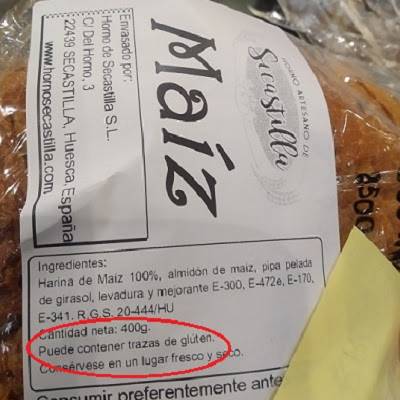 HORNO ARTESANO DE
Secastilla
Maíz
Envasado por:
Horno de Secastilla S.L.
C/ Del Horno, 3
22439 SECASTILLA, Huesca, España
www.hornosecastilla.com
Ingredientes:
Harina de Maíz 100%, almidón de maíz, pipa pelada
de girasol, levadura y mejorante E-300, E-472e, E-170,
E-341. R.G.S. 20-444/HU
Cantidad neta: 400g.
Puede contener trazas de glúten.
Consérvese en un lugar fresco y seco.
Consumir preferentemente ante